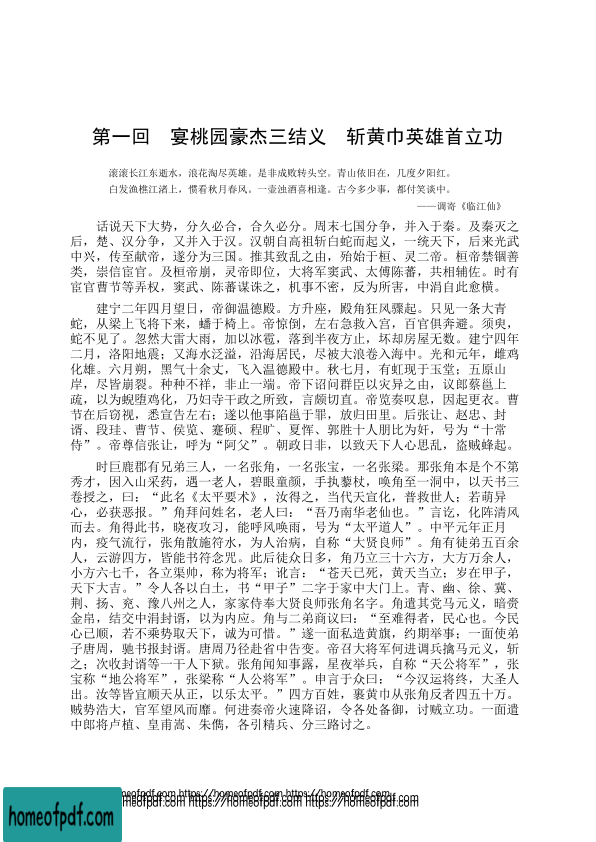 第一回　宴桃园豪杰三结义　斩黄巾英雄首立功
滚滚长江东逝水，浪花淘尽英雄。是非成败转头空。青山依旧在，几度夕阳红。
白发渔樵江渚上，惯看秋月春风。一壶浊酒喜相逢。古今多少事，都付笑谈中。
——调寄《临江仙》
话说天下大势，分久必合，合久必分。周末七国分争，并入于秦。及秦灭之
后，楚、汉分争，又并入于汉。汉朝自高祖斩白蛇而起义，一统天下，后来光武
中兴，传至献帝，遂分为三国。推其致乱之由，殆始于桓、灵二帝。桓帝禁锢善
类，崇信宦官。及桓帝崩，灵帝即位，大将军窦武、太傅陈蕃，共相辅佐。时有
宦官曹节等弄权，窦武、陈蕃谋诛之，机事不密，反为所害，中涓自此愈横。
建宁二年四月望日，帝御温德殿。方升座，殿角狂风骤起。只见一条大青
蛇，从梁上飞将下来，蟠于椅上。帝惊倒，左右急救入宫，百官俱奔避。须臾，
蛇不见了。忽然大雷大雨，加以冰雹，落到半夜方止，坏却房屋无数。建宁四年
二月，洛阳地震；又海水泛溢，沿海居民，尽被大浪卷入海中。光和元年，雌鸡
化雄。六月朔，黑气十余丈，飞入温德殿中。秋七月，有虹现于玉堂；五原山
岸，尽皆崩裂。种种不祥，非止一端。帝下诏问群臣以灾异之由，议郎蔡邕上
疏，以为蜺堕鸡化，乃妇寺干政之所致，言颇切直。帝览奏叹息，因起更衣。曹
节在后窃视，悉宣告左右；遂以他事陷邕于罪，放归田里。后张让、赵忠、封
谞、段珪、曹节、侯览、蹇硕、程旷、夏恽、郭胜十人朋比为奸，号为“十常
侍”。帝尊信张让，呼为“阿父”。朝政日非，以致天下人心思乱，盗贼蜂起。
时巨鹿郡有兄弟三人，一名张角，一名张宝，一名张梁。那张角本是个不第
秀才，因入山采药，遇一老人，碧眼童颜，手执藜杖，唤角至一洞中，以天书三
卷授之，曰：“此名《太平要术》，汝得之，当代天宣化，普救世人；若萌异
心，必获恶报。”角拜问姓名，老人曰：“吾乃南华老仙也。”言讫，化阵清风
而去。角得此书，晓夜攻习，能呼风唤雨，号为“太平道人”。中平元年正月
内，疫气流行，张角散施符水，为人治病，自称“大贤良师”。角有徒弟五百余
人，云游四方，皆能书符念咒。此后徒众日多，角乃立三十六方，大方万余人，
小方六七千，各立渠帅，称为将军；讹言：“苍天已死，黄天当立；岁在甲子，
天下大吉。”令人各以白土，书“甲子”二字于家中大门上。青、幽、徐、冀、
荆、扬、兖、豫八州之人，家家侍奉大贤良师张角名字。角遣其党马元义，暗赍
金帛，结交中涓封谞，以为内应。角与二弟商议曰：“至难得者，民心也。今民
心已顺，若不乘势取天下，诚为可惜。”遂一面私造黄旗，约期举事；一面使弟
子唐周，驰书报封谞。唐周乃径赴省中告变。帝召大将军何进调兵擒马元义，斩
之；次收封谞等一干人下狱。张角闻知事露，星夜举兵，自称“天公将军”，张
宝称“地公将军”，张梁称“人公将军”。申言于众曰：“今汉运将终，大圣人
出。汝等皆宜顺天从正，以乐太平。”四方百姓，裹黄巾从张角反者四五十万。
贼势浩大，官军望风而靡。何进奏帝火速降诏，令各处备御，讨贼立功。一面遣
中郎将卢植、皇甫嵩、朱儁，各引精兵、分三路讨之。
https://homeofpdf.com https://homeofpdf.com https://homeofpdf.com
homeofpdf.com https://homeofpdf.com https://homeofpdf.com
homeofpdf.com